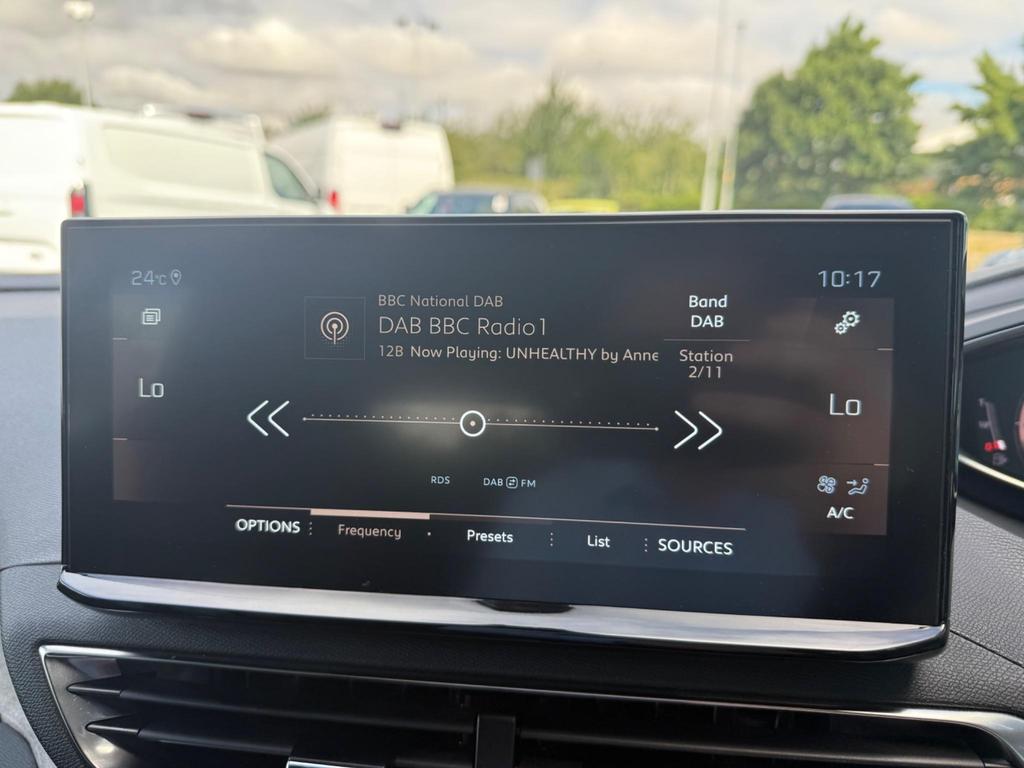 24°C
10:17
BBC National DAB
DAB BBC Radio1
12B Now Playing: UNHEALTHY by Anne
Band
DAB
Station
2/11
Lo
Lo
RDS
DAB FM
A/C
OPTIONS
Frequency
Presets
List
SOURCES